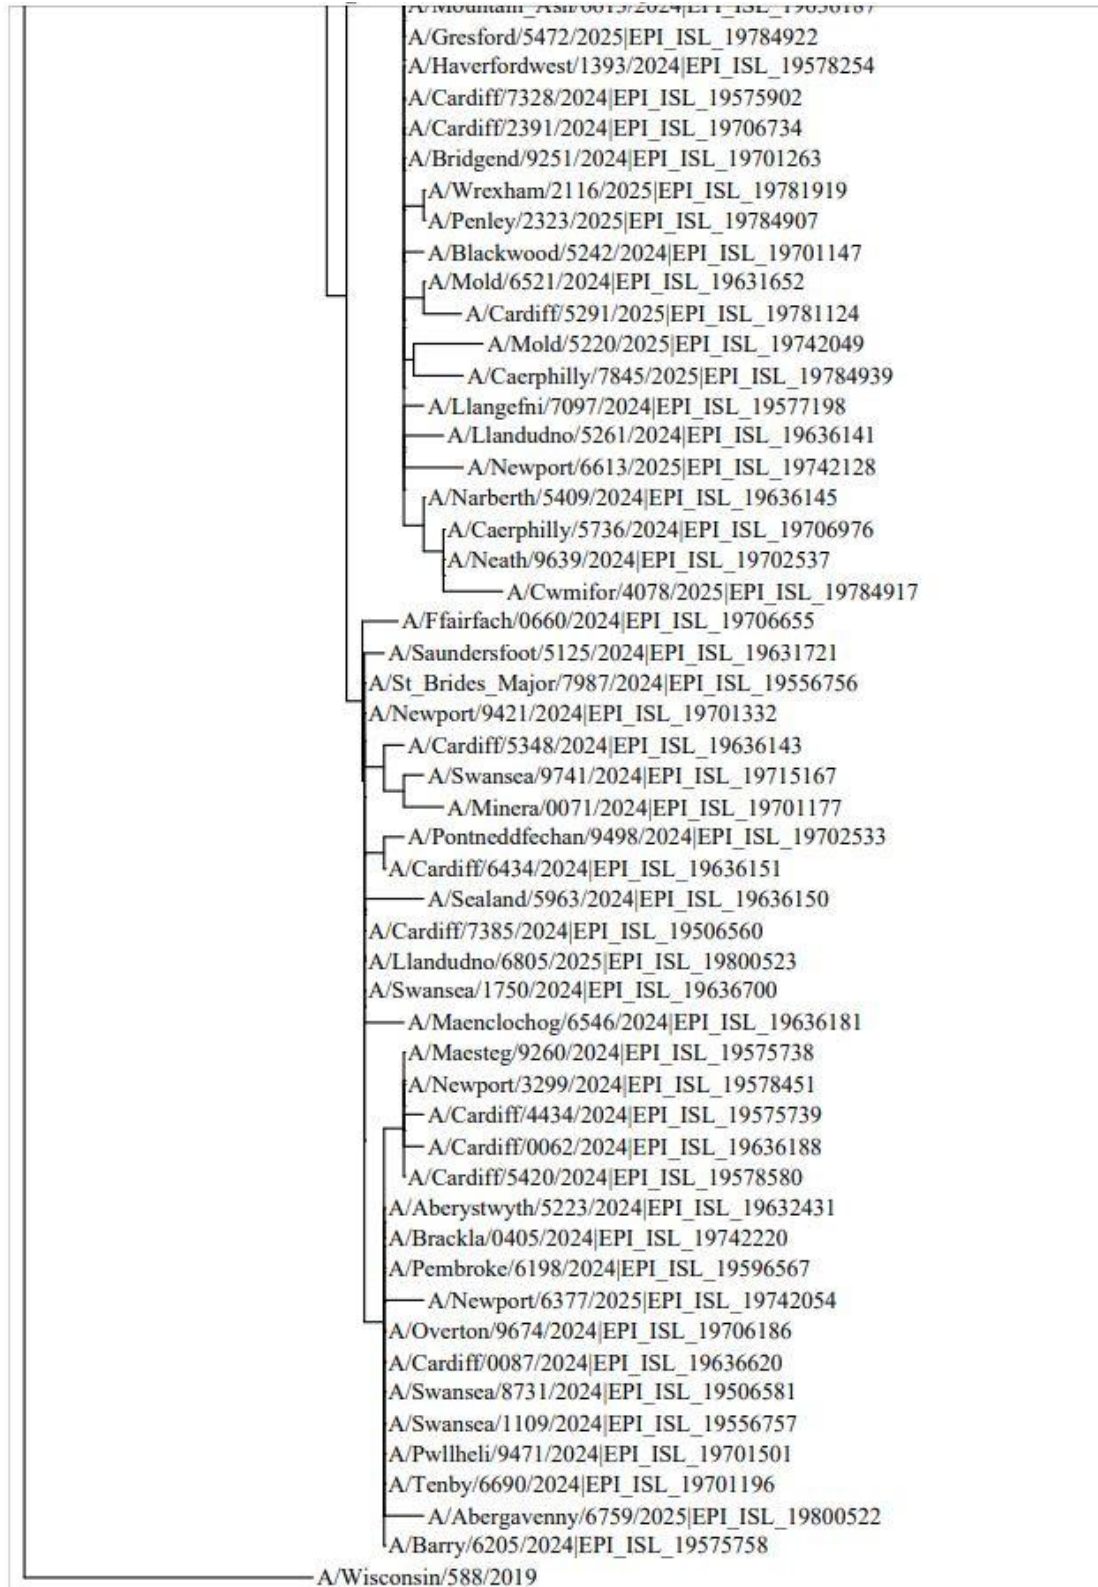 A/Mountain_Ash/6613/2024|EPI_ISL_19636187
A/Gresford/5472/2025|EPI_ISL_19784922
A/Haverfordwest/1393/2024|EPI_ISL_19578254
A/Cardiff/7328/2024|EPI_ISL_19575902
A/Cardiff/2391/2024|EPI_ISL_19706734
A/Bridgend/9251/2024|EPI_ISL_19701263
A/Wrexham/2116/2025|EPI_ISL_19781919
A/Penley/2323/2025|EPI_ISL_19784907
A/Blackwood/5242/2024|EPI_ISL_19701147
A/Mold/6521/2024|EPI_ISL_19631652
A/Cardiff/5291/2025|EPI_ISL_19781124
A/Mold/5220/2025|EPI_ISL_19742049
A/Caerphilly/7845/2025|EPI_ISL_19784939
A/Llangefni/7097/2024|EPI_ISL_19577198
A/Llandudno/5261/2024|EPI_ISL_19636141
A/Newport/6613/2025|EPI_ISL_19742128
A/Narberth/5409/2024|EPI_ISL_19636145
A/Caerphilly/5736/2024|EPI_ISL_19706976
A/Neath/9639/2024|EPI_ISL_19702537
A/Cwmifor/4078/2025|EPI_ISL_19784917
A/Ffairfach/0660/2024|EPI_ISL_19706655
A/Saundersfoot/5125/2024|EPI_ISL_19631721
A/St_Brides_Major/7987/2024|EPI_ISL_19556756
A/Newport/9421/2024|EPI_ISL_19701332
A/Cardiff/5348/2024|EPI_ISL_19636143
A/Swansea/9741/2024|EPI_ISL_19715167
A/Minera/0071/2024|EPI_ISL_19701177
A/Pontneddfechan/9498/2024|EPI_ISL_19702533
A/Cardiff/6434/2024|EPI_ISL_19636151
A/Sealand/5963/2024|EPI_ISL_19636150
A/Cardiff/7385/2024|EPI_ISL_19506560
A/Llandudno/6805/2025|EPI_ISL_19800523
A/Swansea/1750/2024|EPI_ISL_19636700
A/Maenclochog/6546/2024|EPI_ISL_19636181
A/Maesteg/9260/2024|EPI_ISL_19575738
A/Newport/3299/2024|EPI_ISL_19578451
A/Cardiff/4434/2024|EPI_ISL_19575739
A/Cardiff/0062/2024|EPI_ISL_19636188
A/Cardiff/5420/2024|EPI_ISL_19578580
A/Aberystwyth/5223/2024|EPI_ISL_19632431
A/Brackla/0405/2024|EPI_ISL_19742220
A/Pembroke/6198/2024|EPI_ISL_19596567
A/Newport/6377/2025|EPI_ISL_19742054
A/Overton/9674/2024|EPI_ISL_19706186
A/Cardiff/0087/2024|EPI_ISL_19636620
A/Swansea/8731/2024|EPI_ISL_19506581
A/Swansea/1109/2024|EPI_ISL_19556757
A/Pwllheli/9471/2024|EPI_ISL_19701501
A/Tenby/6690/2024|EPI_ISL_19701196
A/Abergavenny/6759/2025|EPI_ISL_19800522
A/Barry/6205/2024|EPI_ISL_19575758
A/Wisconsin/588/2019